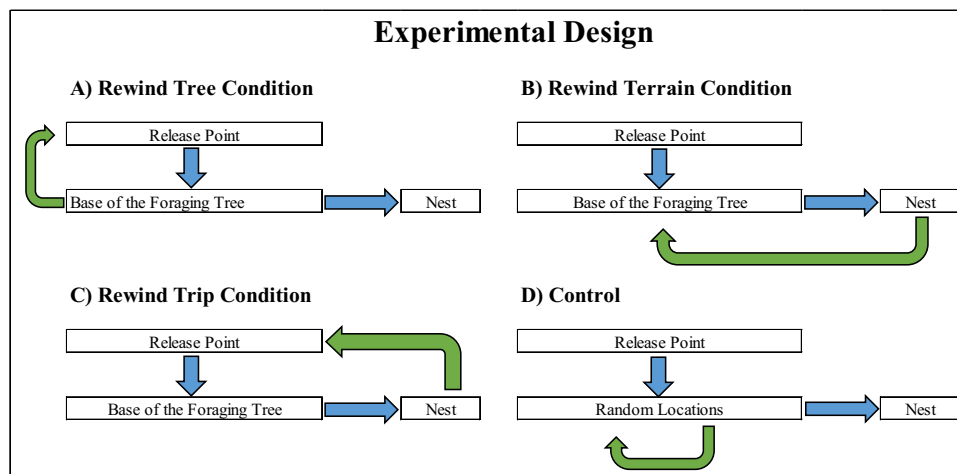 Experimental Design
A) Rewind Tree Condition
Release Point
Base of the Foraging Tree
Nest
B) Rewind Terrain Condition
Release Point
Base of the Foraging Tree
Nest
C) Rewind Trip Condition
Release Point
Base of the Foraging Tree
Nest
D) Control
Release Point
Random Locations
Nest